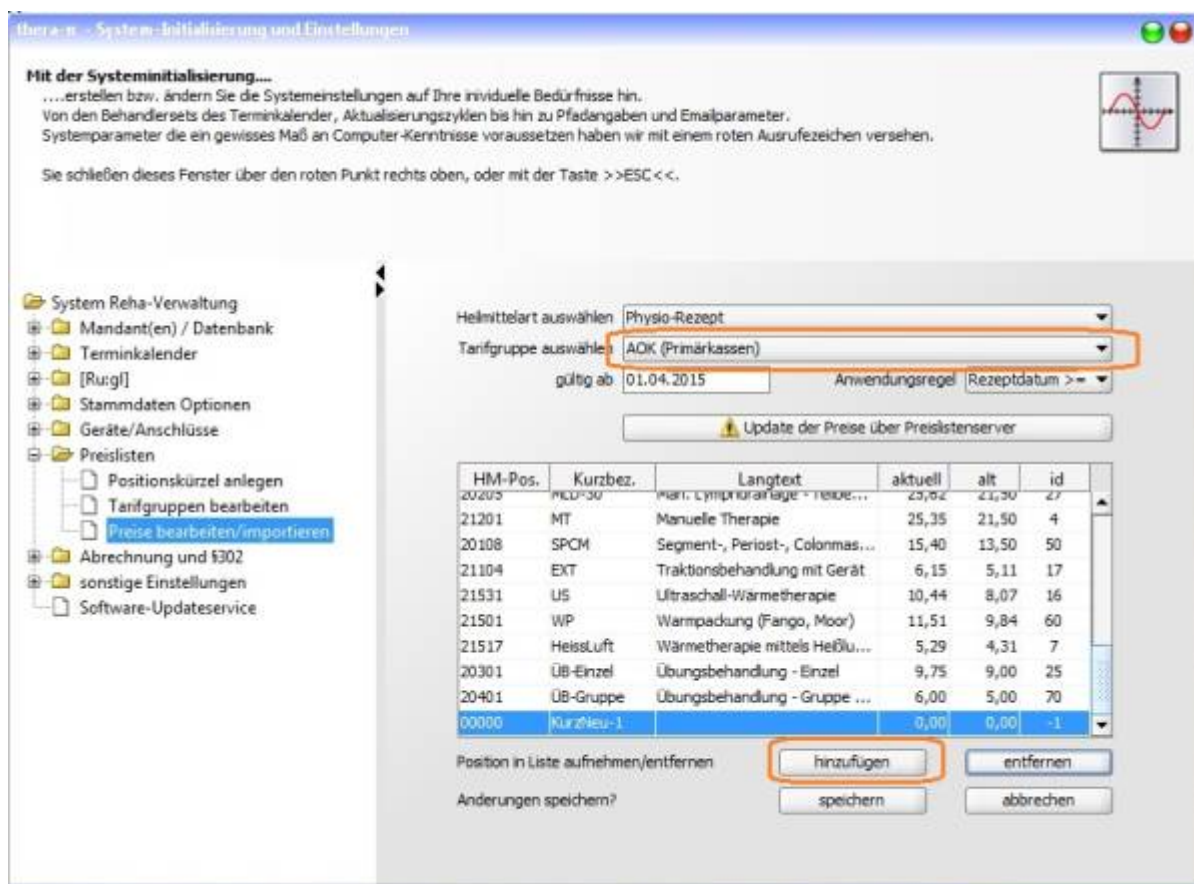 thera-π - System-Initialisierung und Einstellungen
Mit der Systeminitialisierung....
....erstellen bzw. ändern Sie die Systemeinstellungen auf Ihre inividuelle Bedürfnisse hin.
Von den Behandlersets des Terminkalender, Aktualisierungszyklen bis hin zu Pfadangaben und Emailparameter.
Systemparameter die ein gewisses Maß an Computer-Kenntnisse voraussetzen haben wir mit einem roten Ausrufezeichen versehen.
Sie schließen dieses Fenster über den roten Punkt rechts oben, oder mit der Taste >>ESC<<.
System Reha-Verwaltung
Mandant(en) / Datenbank
Terminkalender
[Ru:gl]
Stammdaten Optionen
Geräte/Anschlüsse
Preislisten
Positionskürzel anlegen
Tarifgruppen bearbeiten
Preise bearbeiten/importieren
Abrechnung und §302
sonstige Einstellungen
Software-Updateservice
Heilmittelart auswählen Physio-Rezept
Tarifgruppe auswählen AOK (Primärkassen)
gültig ab 01.04.2015 Anwendungsregel Rezeptdatum >=
Update der Preise über Preislistenserver
HM-Pos. Kurzbez. Langtext aktuell alt id
20205 MLD-30 Man. Lymphdrainage - Teilbe... 25,62 21,50 27
21201 MT Manuelle Therapie 25,35 21,50 4
20108 SPCM Segment-, Periost-, Colonmas... 15,40 13,50 50
21104 EXT Traktionsbehandlung mit Gerät 6,15 5,11 17
21531 US Ultraschall-Wärmetherapie 10,44 8,07 16
21501 WP Warmpackung (Fango, Moor) 11,51 9,84 60
21517 HeissLuft Wärmetherapie mittels Heißlu... 5,29 4,31 7
20301 ÜB-Einzel Übungsbehandlung - Einzel 9,75 9,00 25
20401 ÜB-Gruppe Übungsbehandlung - Gruppe ... 6,00 5,00 70
00000 KurzNeu-1 0,00 0,00 -1
Position in Liste aufnehmen/entfernen hinzufügen entfernen
Änderungen speichern? speichern abbrechen